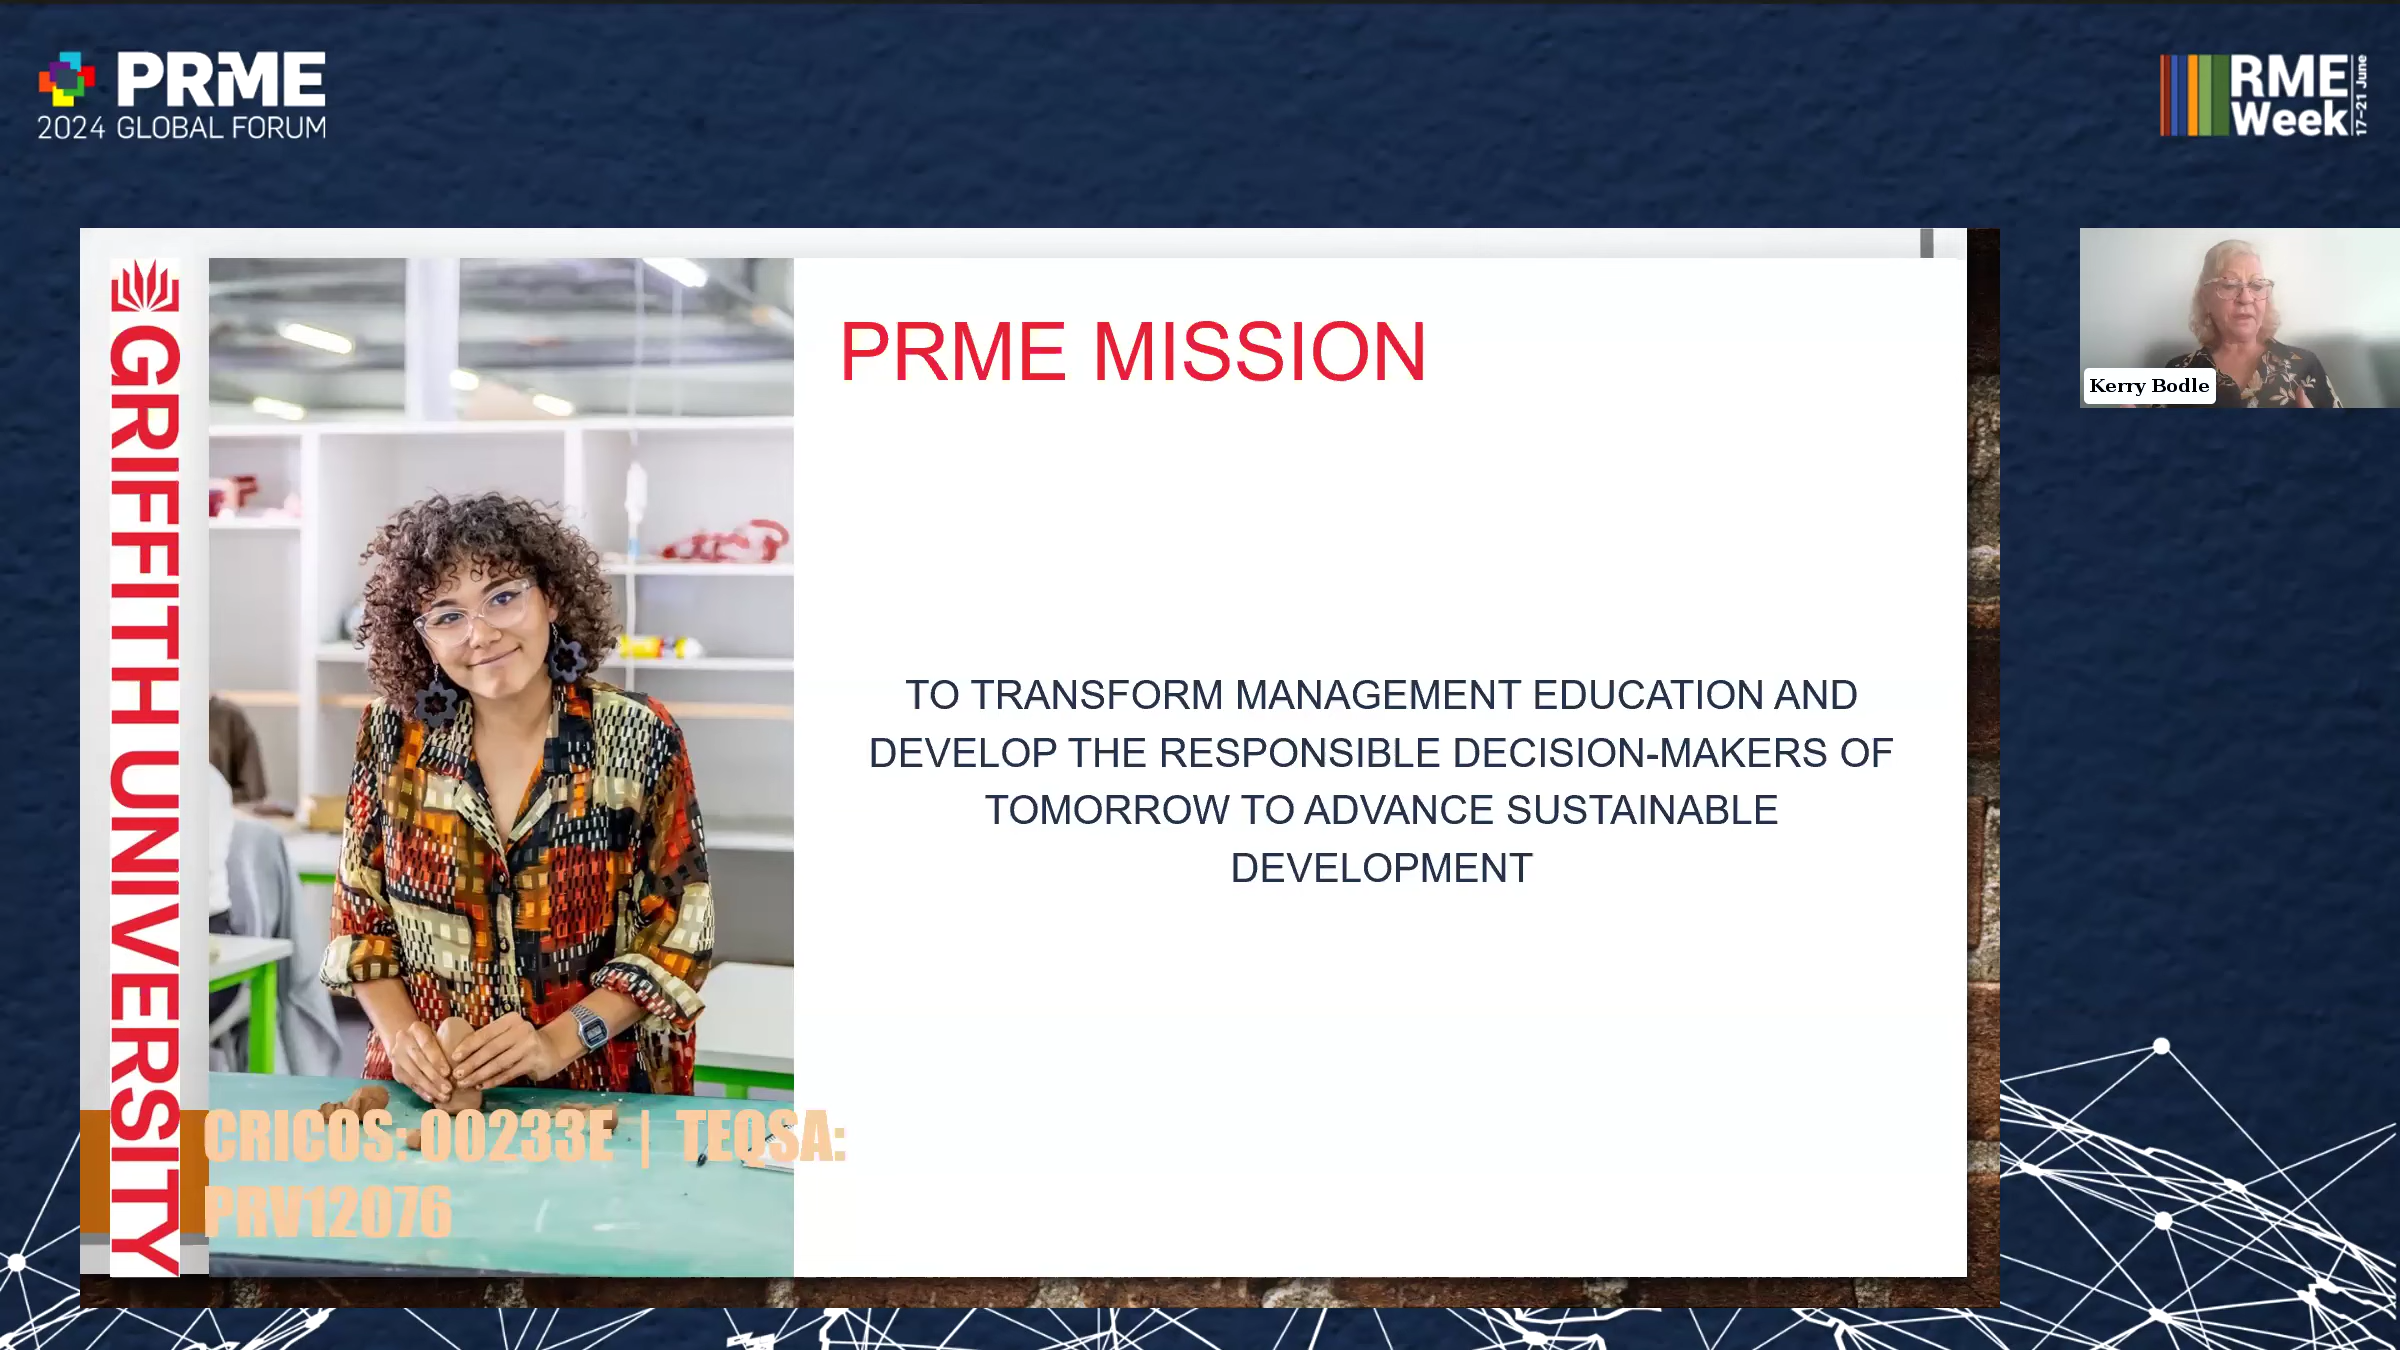 PRME
2024 GLOBAL FORUM
RME
Week
17-21 June
GRIFFITH UNIVERSITY
PRME MISSION
TO TRANSFORM MANAGEMENT EDUCATION AND
DEVELOP THE RESPONSIBLE DECISION-MAKERS OF
TOMORROW TO ADVANCE SUSTAINABLE
DEVELOPMENT
CRICOS: 00233E | TEQSA:
PRV12076
Kerry Bodle